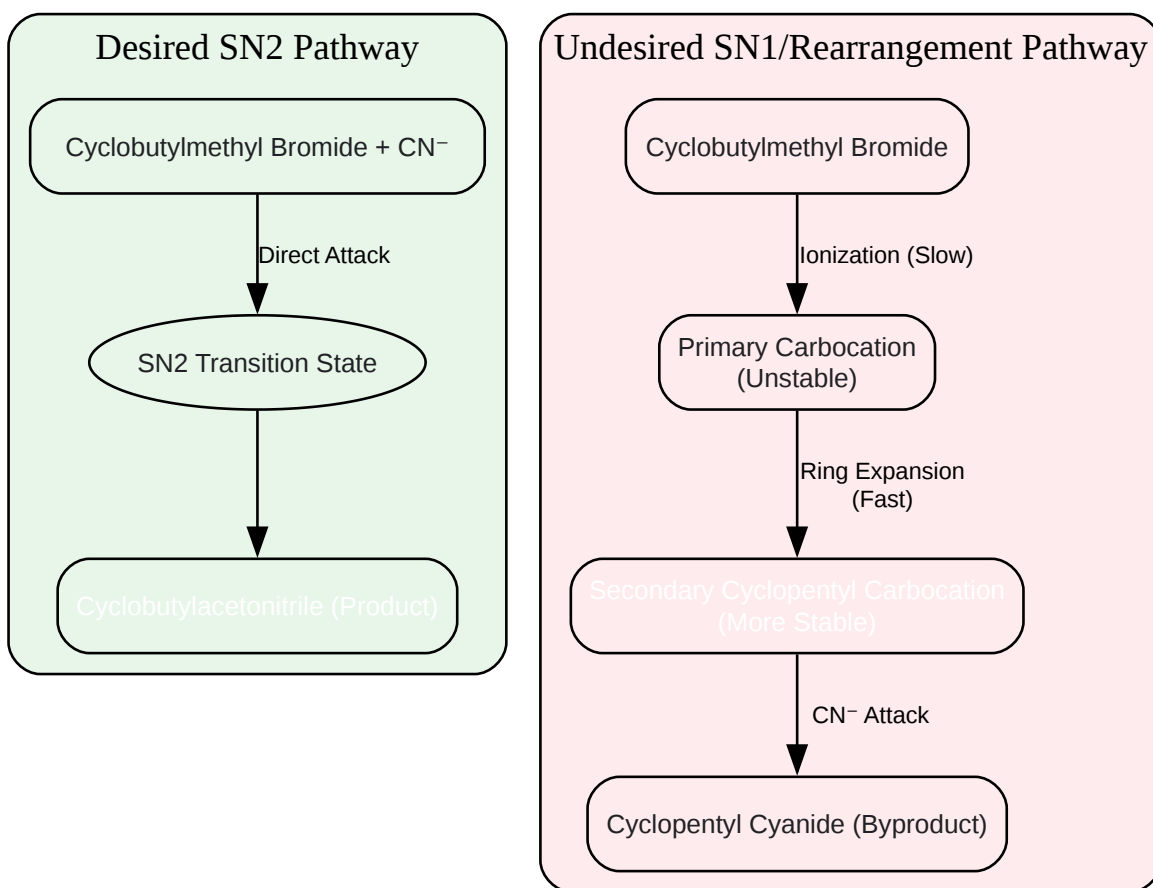 Desired SN2 Pathway
Cyclobutylmethyl Bromide + CN⁻
Direct Attack
SN2 Transition State
Cyclobutylacetonitrile (Product)
Undesired SN1/Rearrangement Pathway
Cyclobutylmethyl Bromide
Ionization (Slow)
Primary Carbocation
(Unstable)
Ring Expansion
(Fast)
Secondary Cyclopentyl Carbocation
(More Stable)
CN⁻ Attack
Cyclopentyl Cyanide (Byproduct)